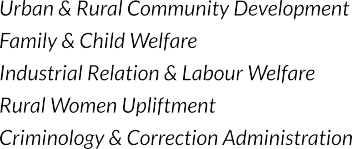 Urban & Rural Community Development
Family & Child Welfare
Industrial Relation & Labour Welfare
Rural Women Upliftment
Criminology & Correction Administration